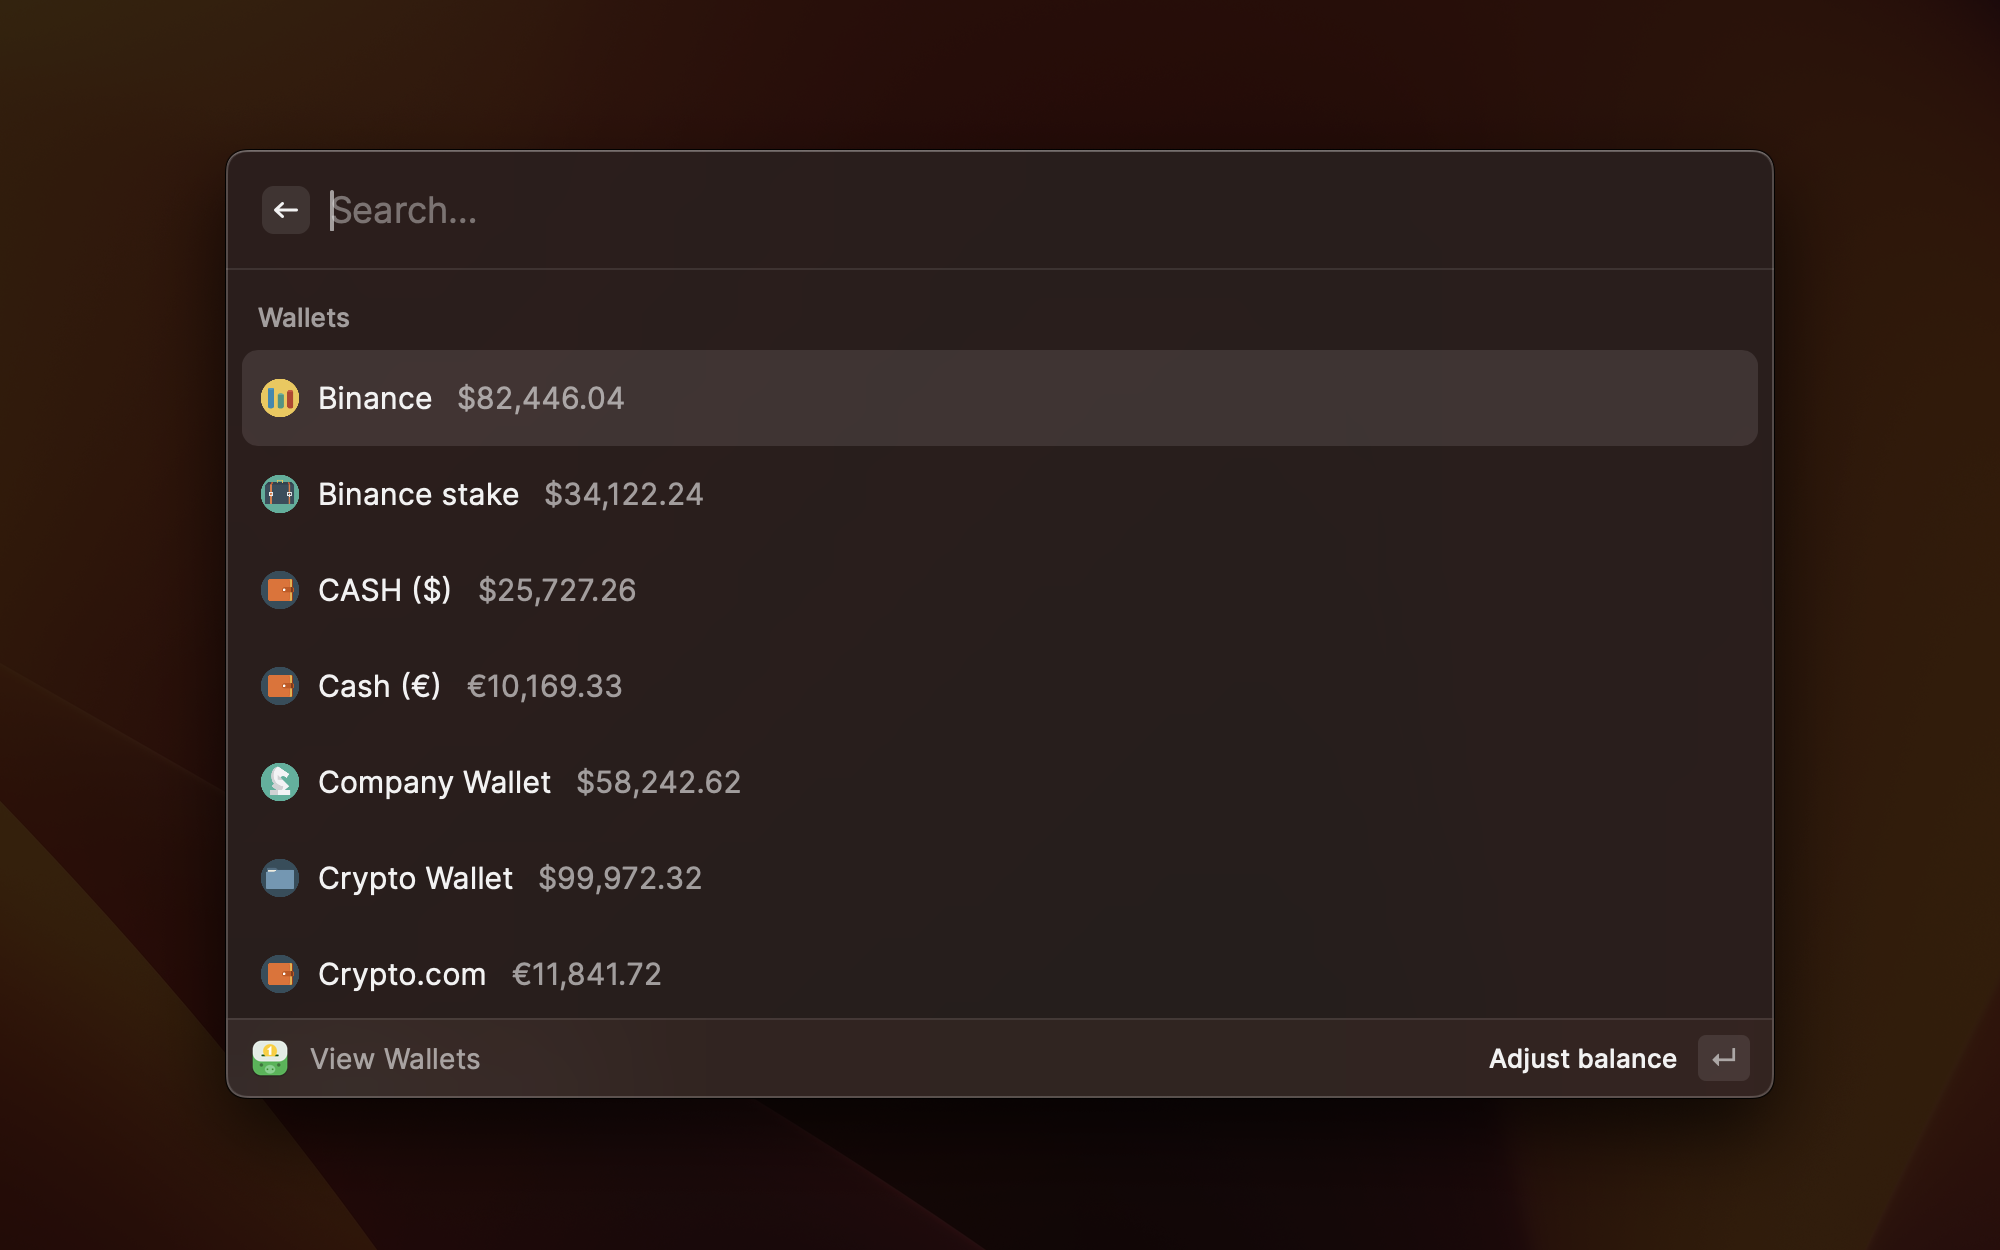 Search...
Wallets
Binance $82,446.04
Binance stake $34,122.24
CASH ($) $25,727.26
Cash (€) €10,169.33
Company Wallet $58,242.62
Crypto Wallet $99,972.32
Crypto.com €11,841.72
View Wallets Adjust balance